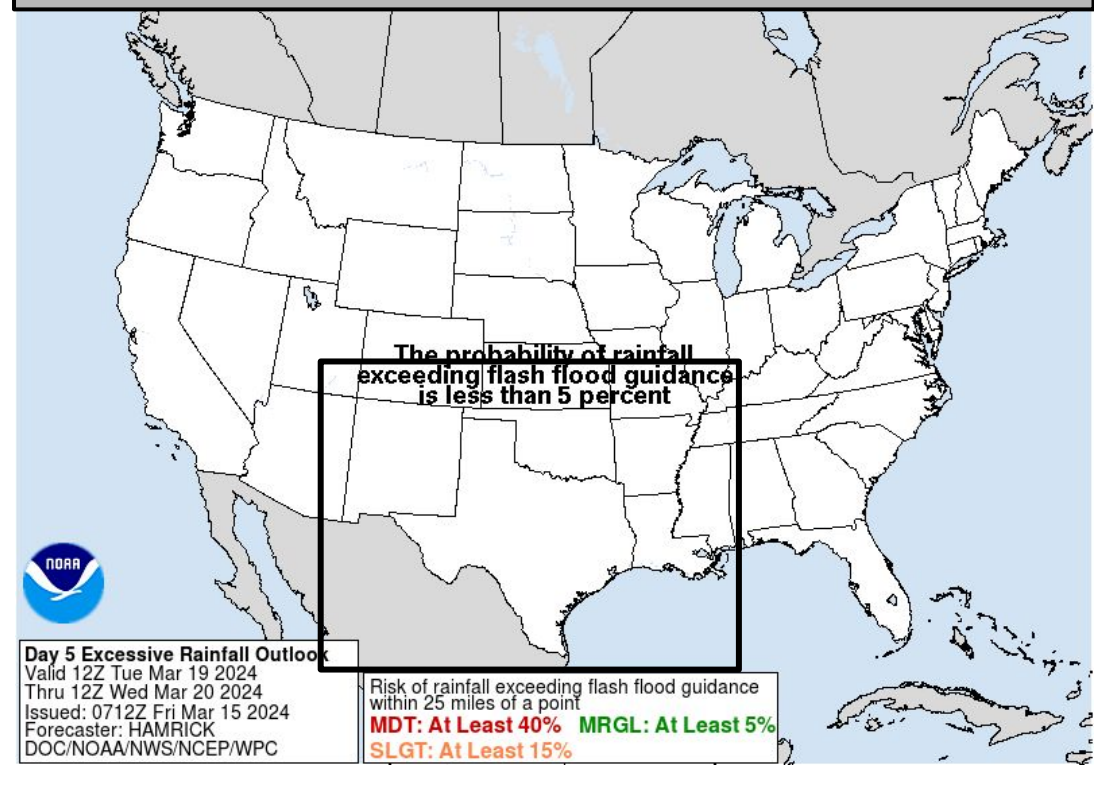 The probability of rainfall
exceeding flash flood guidance
is less than 5 percent
NOAA
Day 5 Excessive Rainfall Outlook
Valid 12Z Tue Mar 19 2024
Thru 12Z Wed Mar 20 2024
Issued: 0712Z Fri Mar 15 2024
Forecaster: HAMRICK
DOC/NOAA/NWS/NCEP/WPC
Risk of rainfall exceeding flash flood guidance
within 25 miles of a point
MDT: At Least 40% MRGL: At Least 5%
SLGT: At Least 15%